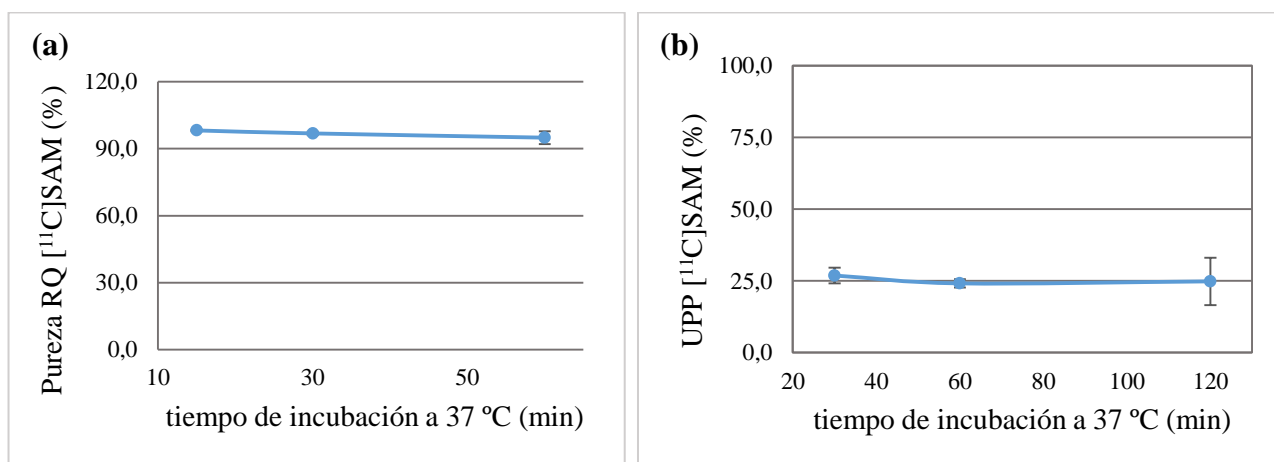 (a)
Pureza RQ [¹¹C]SAM (%)
120,0
90,0
60,0
30,0
0,0
10 30 50
tiempo de incubación a 37 ºC (min)
(b)
UPP [¹¹C]SAM (%)
100,0
75,0
50,0
25,0
0,0
20 40 60 80 100 120
tiempo de incubación a 37 ºC (min)